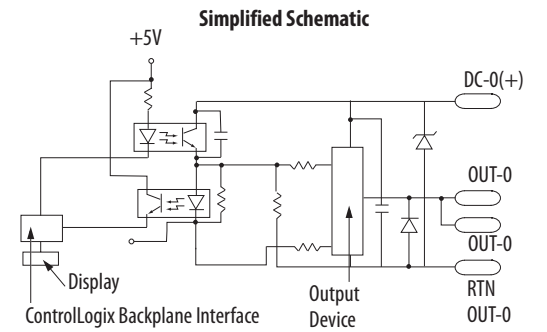 Simplified Schematic
+5V
DC-0(+)
OUT-0
OUT-0
RTN
OUT-0
Display
Output
Device
ControlLogix Backplane Interface